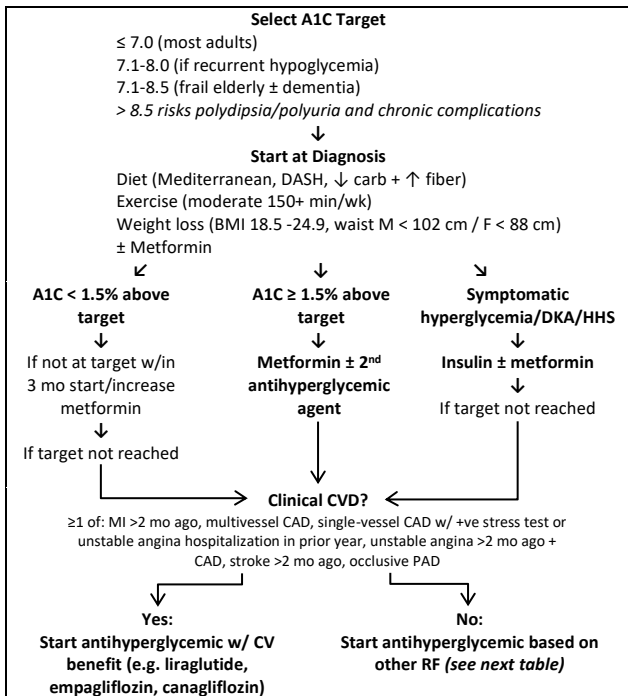 Select A1C Target
≤ 7.0 (most adults)
7.1-8.0 (if recurrent hypoglycemia)
7.1-8.5 (frail elderly ± dementia)
> 8.5 risks polydipsia/polyuria and chronic complications
↓
Start at Diagnosis
Diet (Mediterranean, DASH, ↓ carb + ↑ fiber)
Exercise (moderate 150+ min/wk)
Weight loss (BMI 18.5 -24.9, waist M < 102 cm / F < 88 cm)
± Metformin
↙ ↓ ↘
A1C < 1.5% above
target
↓
If not at target w/in
3 mo start/increase
metformin
↓
If target not reached
A1C ≥ 1.5% above
target
↓
Metformin ± 2nd
antihyperglycemic
agent
Symptomatic
hyperglycemia/DKA/HHS
↓
Insulin ± metformin
↓
If target not reached
Clinical CVD?
≥1 of: MI >2 mo ago, multivessel CAD, single-vessel CAD w/ +ve stress test or
unstable angina hospitalization in prior year, unstable angina >2 mo ago +
CAD, stroke >2 mo ago, occlusive PAD
Yes:
Start antihyperglycemic w/ CV
benefit (e.g. liraglutide,
empagliflozin, canagliflozin)
No:
Start antihyperglycemic based on
other RF (see next table)